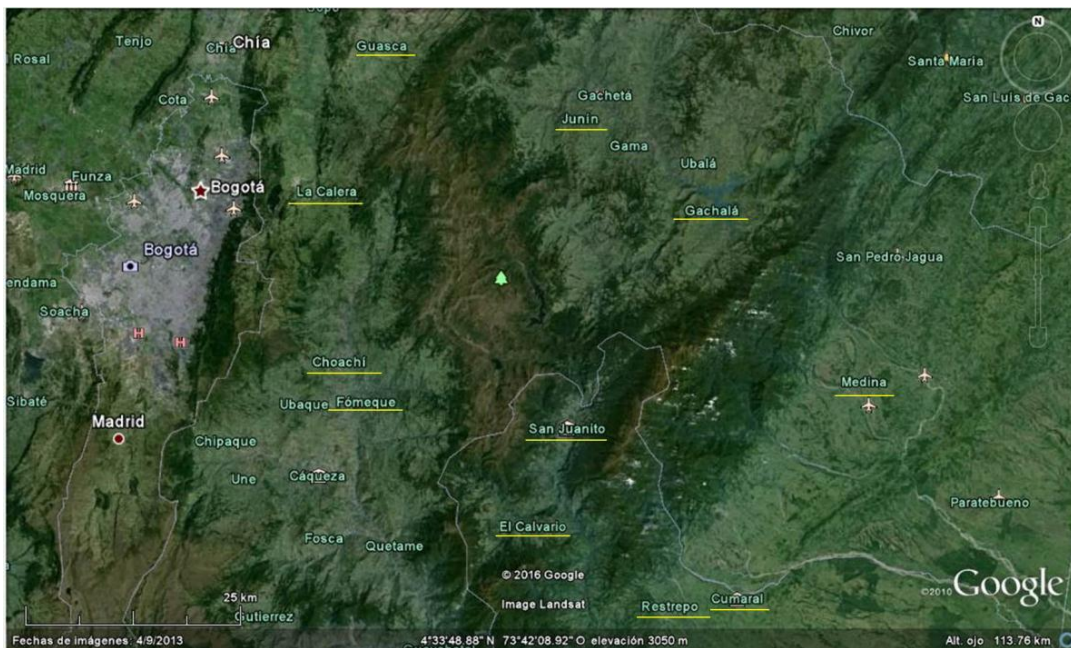 Tenjo
Chía
Chía
Guasca
Chivor
Santa Maria
Rosal
Cota
Gachetá
San Luis de Gac
Junin
Gama
Ubalá
Madrid
Funza
Mosquera
Bogotá
La Calera
Gachalá
Bogotá
San Pedro Jagua
endama
Soacha
Choachí
Medina
Sibaté
Ubaque
Fómeque
Madrid
San Juanito
Chipaque
Une
Cáqueza
Paratebueno
El Calvario
Fosca
Quetame
© 2016 Google
Image Landsat
©2010 Google
25 km
Restrepo
Cumaral
Gutierrez
Fechas de imágenes: 4/9/2013
4°33'48.88" N 73°42'08.92" O elevación 3050 m
Alt. ojo 113.76 km
N